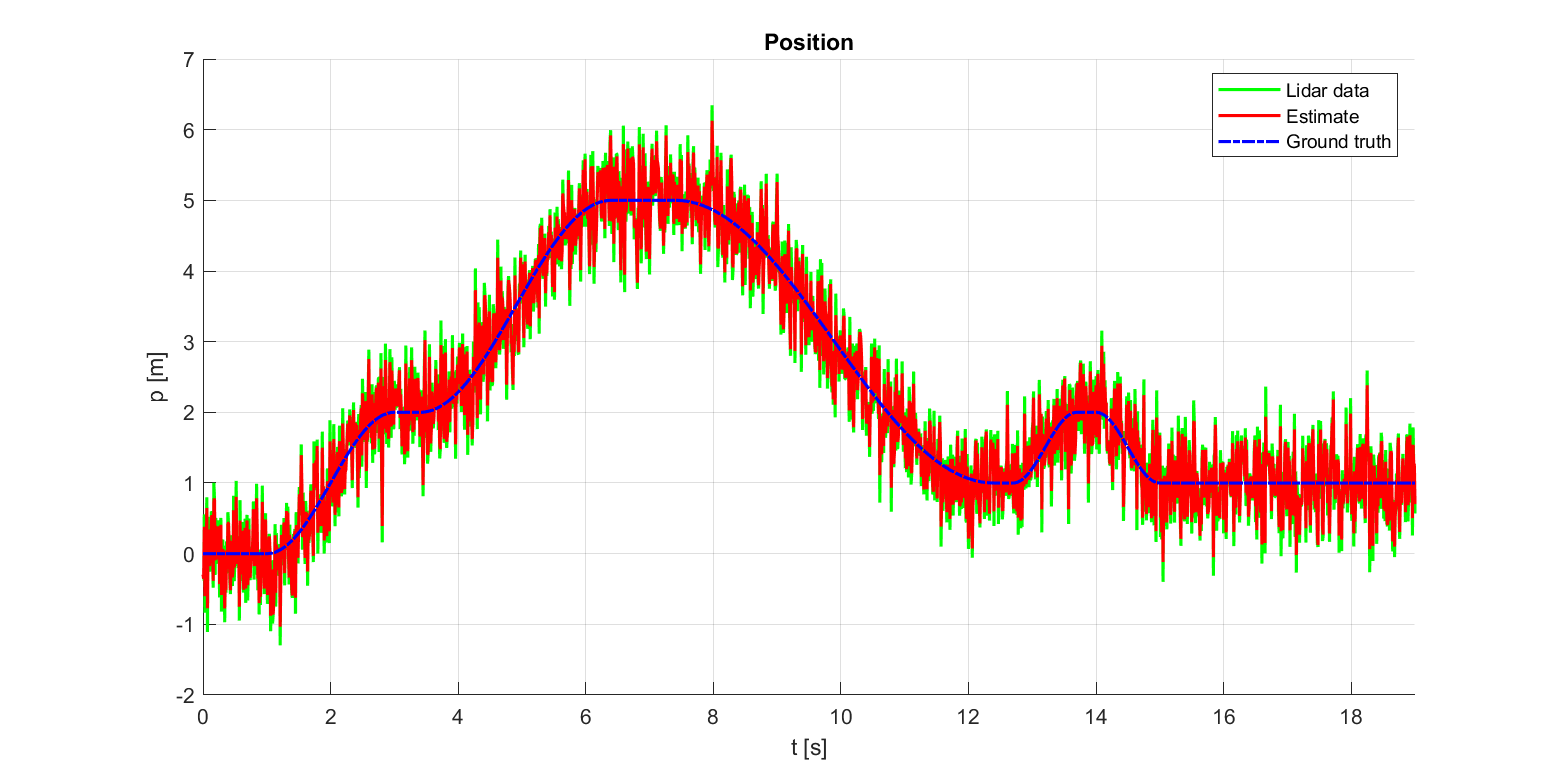 Position
7
6
5
4
3
2
1
0
-1
-2
p [m]
0 2 4 6 8 10 12 14 16 18
t [s]
Lidar data
Estimate
Ground truth